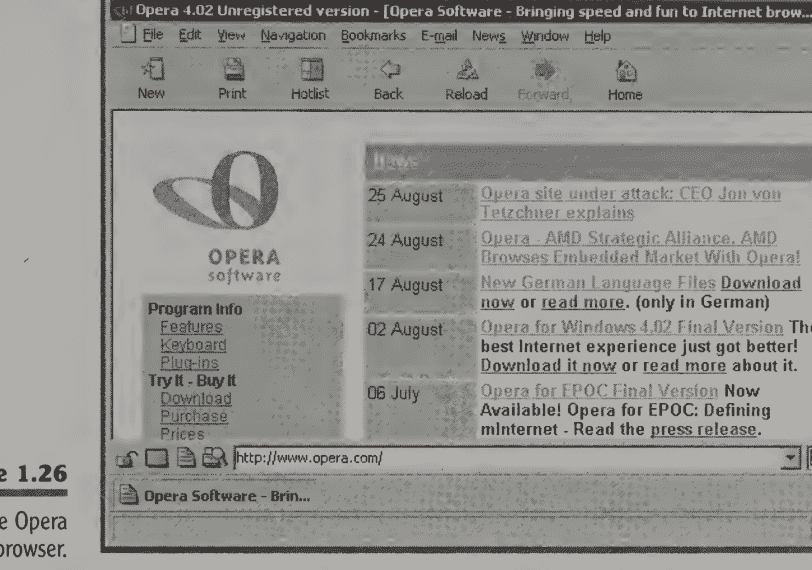 Opera 4.02 Unregistered version - [Opera Software - Bringing speed and fun to Internet brow...
File Edit View Navigation Bookmarks E-mail News Window Help
New Print Hotlist Back Reload Forward Home
OPERA
software
Program Info
Features
Keyboard
Plug-ins
Try It - Buy It
Download
Purchase
Prices
News
25 August Opera site under attack: CEO Jon von
Tetzchner explains
24 August Opera - AMD Strategic Alliance. AMD
Browses Embedded Market With Opera!
17 August New German Language Files Download
now or read more. (only in German)
02 August Opera for Windows 4.02 Final Version The
best Internet experience just got better!
Download it now or read more about it.
06 July Opera for EPOC Final Version Now
Available! Opera for EPOC: Defining
mInternet - Read the press release.
http://www.opera.com/
Opera Software - Brin...
e 1.26
e Opera
browser.